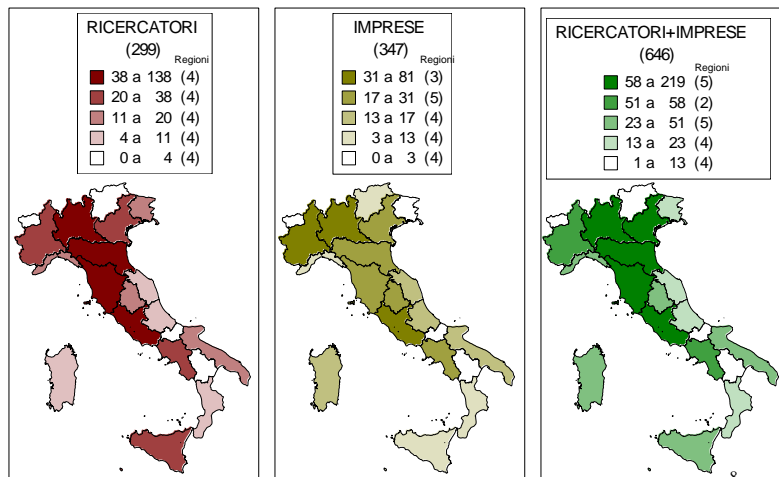 RICERCATORI
(299)
Regioni
38 a 138 (4)
20 a 38 (4)
11 a 20 (4)
4 a 11 (4)
0 a 4 (4)
IMPRESE
(347)
Regioni
31 a 81 (3)
17 a 31 (5)
13 a 17 (4)
3 a 13 (4)
0 a 3 (4)
RICERCATORI+IMPRESE
(646)
Regioni
58 a 219 (5)
51 a 58 (2)
23 a 51 (5)
13 a 23 (4)
1 a 13 (4)